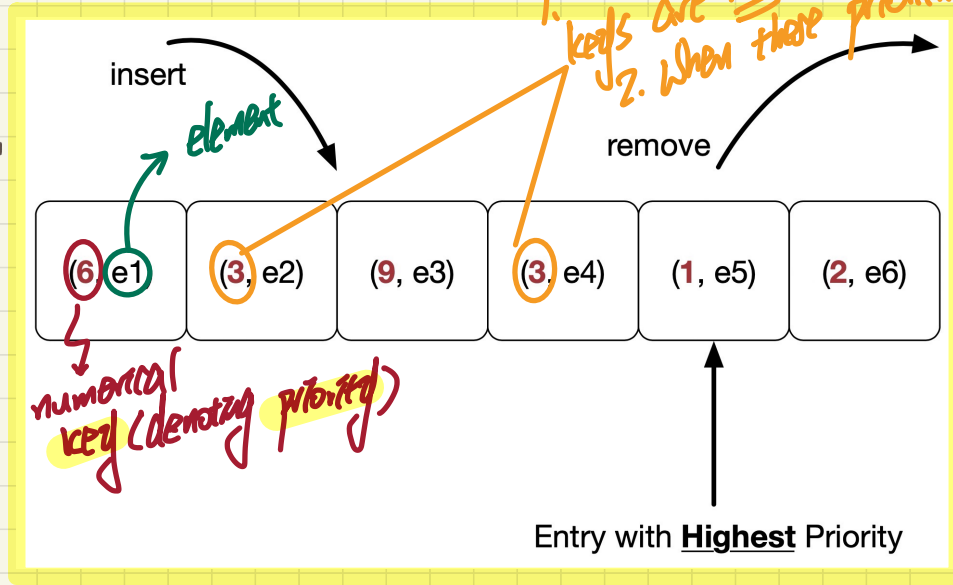 1.
keys are
2. when these
insert
element
remove
(6, e1)
(3, e2)
(9, e3)
(3, e4)
(1, e5)
(2, e6)
numerical
key (denoting priority)
Entry with Highest Priority